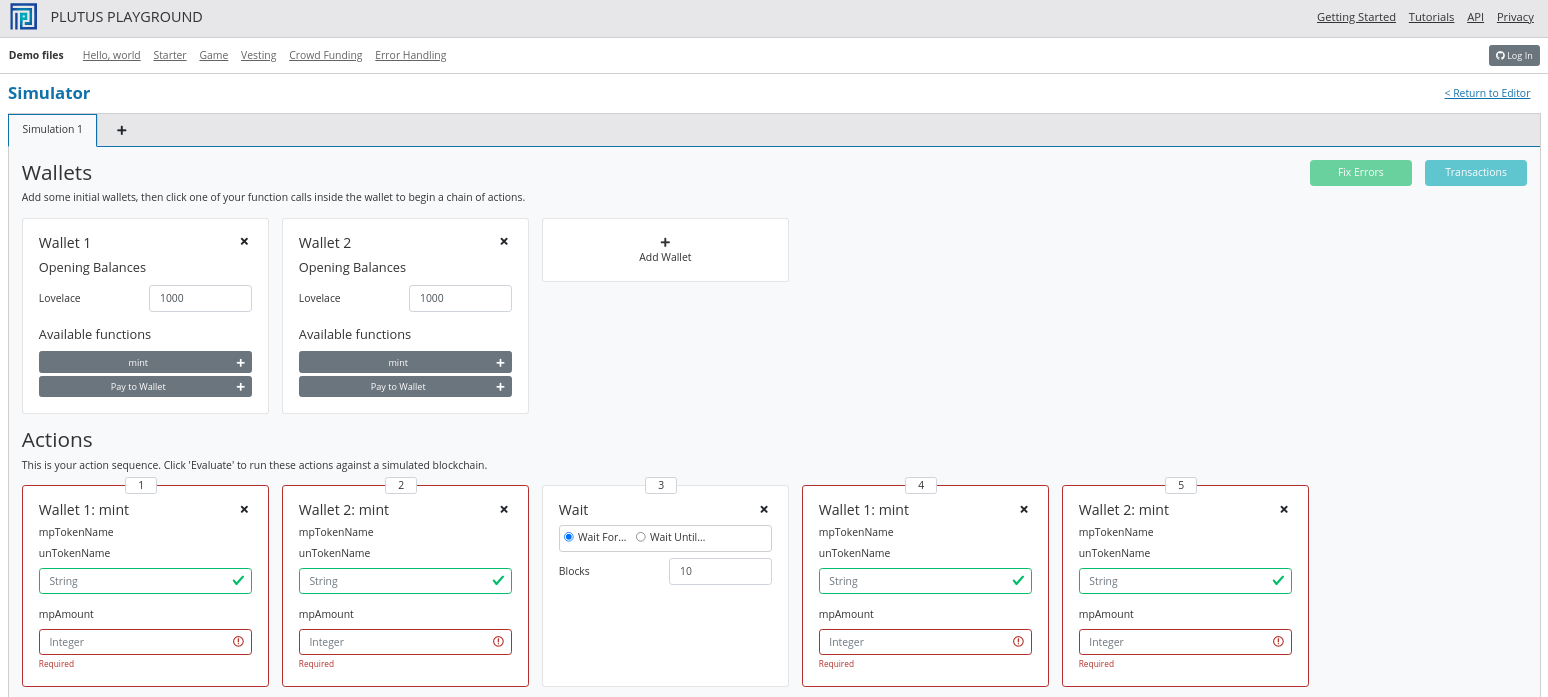 PLUTUS PLAYGROUND
Getting Started Tutorials API Privacy
Demo files Hello, world Starter Game Vesting Crowd Funding Error Handling
Log In
Simulator
< Return to Editor
Simulation 1 +
Wallets
Fix Errors Transactions
Add some initial wallets, then click one of your function calls inside the wallet to begin a chain of actions.
Wallet 1
Opening Balances
Lovelace 1000
Available functions
mint +
Pay to Wallet +
Wallet 2
Opening Balances
Lovelace 1000
Available functions
mint +
Pay to Wallet +
+
Add Wallet
Actions
This is your action sequence. Click 'Evaluate' to run these actions against a simulated blockchain.
1
Wallet 1: mint
mpTokenName
unTokenName
String
mpAmount
Integer
Required
2
Wallet 2: mint
mpTokenName
unTokenName
String
mpAmount
Integer
Required
3
Wait
Wait For... Wait Until...
Blocks 10
4
Wallet 1: mint
mpTokenName
unTokenName
String
mpAmount
Integer
Required
5
Wallet 2: mint
mpTokenName
unTokenName
String
mpAmount
Integer
Required